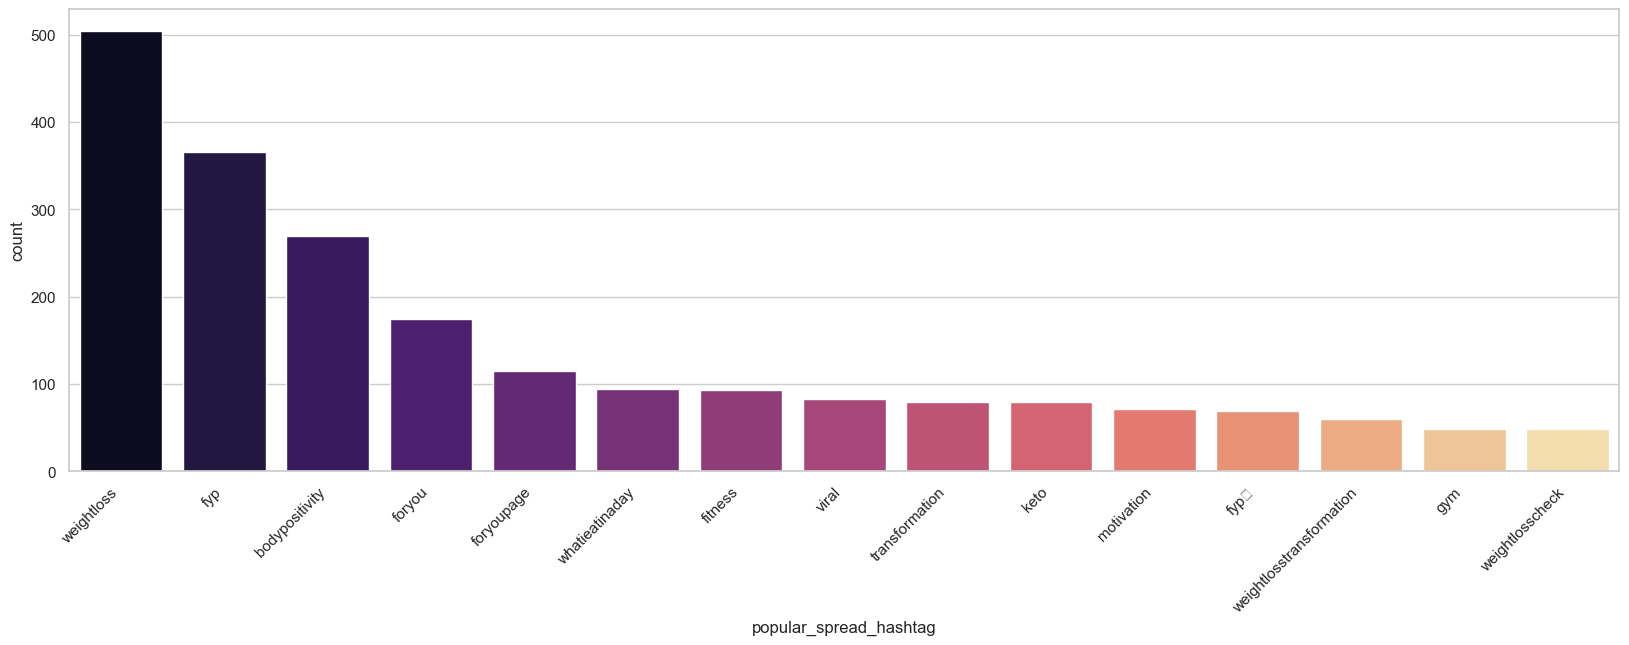 500
400
300
200
100
0
count
weightloss
fyp
bodypositivity
foryou
foryoupage
whatieatinaday
fitness
viral
transformation
keto
motivation
fyp□
weightlosstransformation
gym
weightlosscheck
popular_spread_hashtag